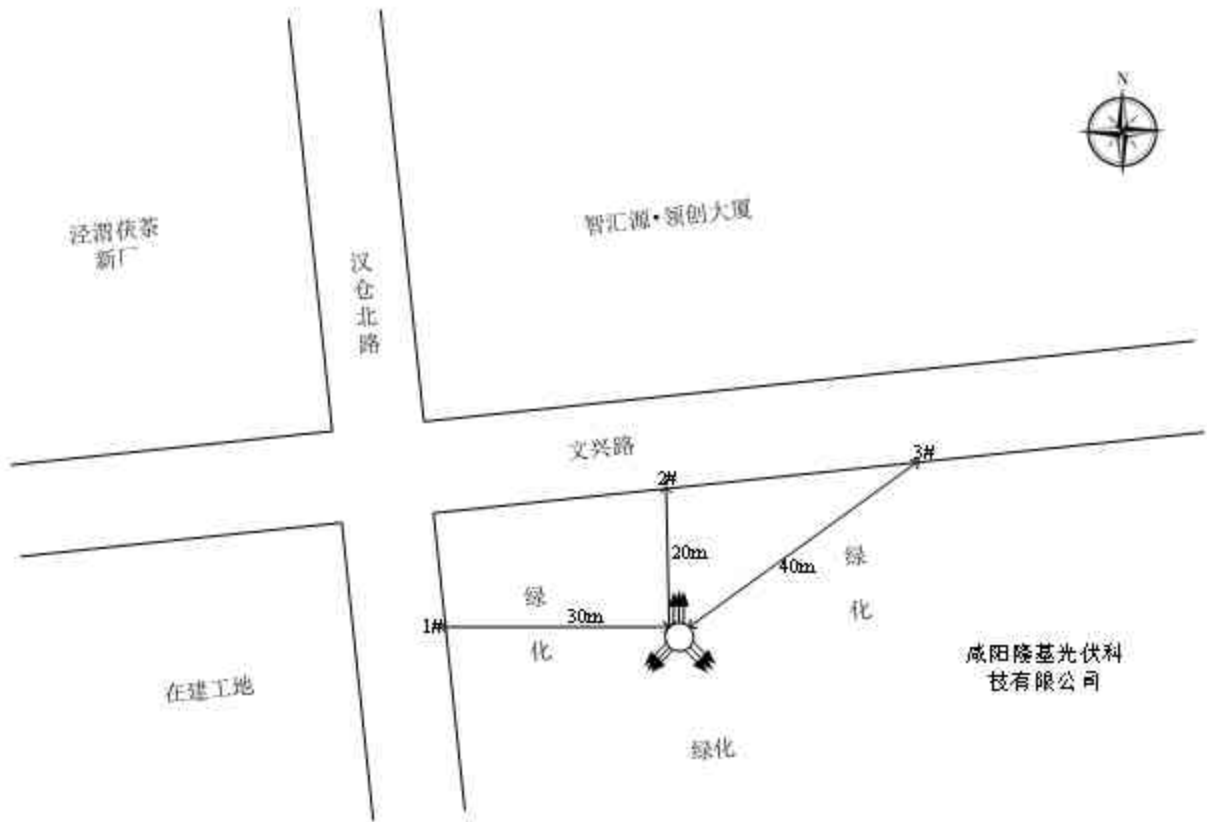 N
泾渭茯茶
新厂
智汇源·领创大厦
汉仓北路
文兴路
3#
2#
20m
40m
绿化
绿化
30m
1#
咸阳隆基光伏科
技有限公司
在建工地
绿化